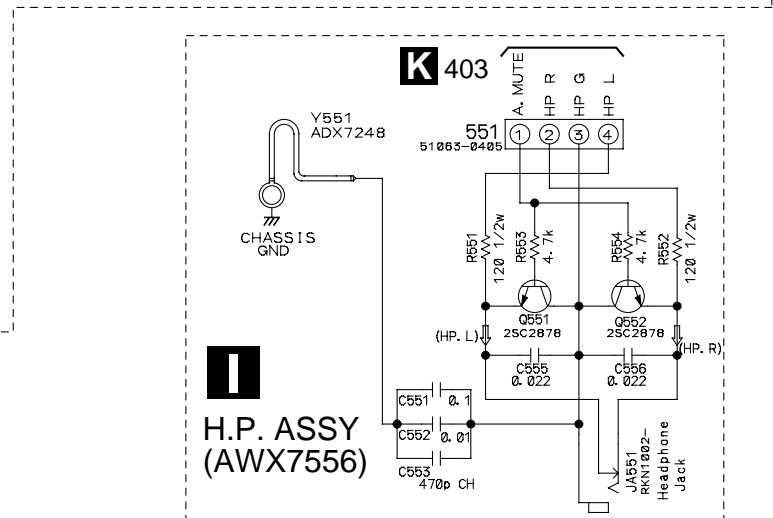 K 403
A. MUTE
HP R
HP G
HP L
551
51063-0405
1 2 3 4
Y551
ADX7248
CHASSIS
GND
R551
120 1/2w
R553
4.7k
R554
4.7k
R552
120 1/2w
Q551
2SC2878
Q552
2SC2878
(HP. L)
(HP. R)
C555
0.022
C556
0.022
I
H.P. ASSY
(AWX7556)
C551
0.1
C552
0.01
C553
470p CH
JA551
RKN1002-
Headphone
Jack